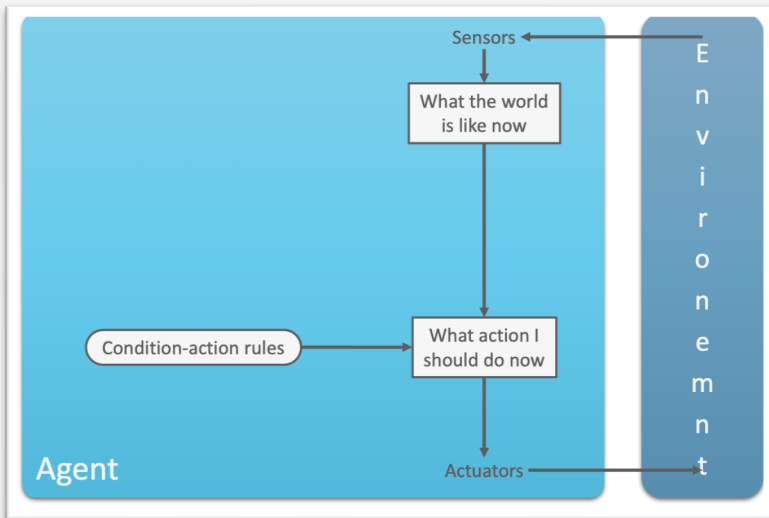 Sensors
What the world
is like now
Condition-action rules
What action I
should do now
Agent
Actuators
E
n
v
i
r
o
n
e
m
n
t